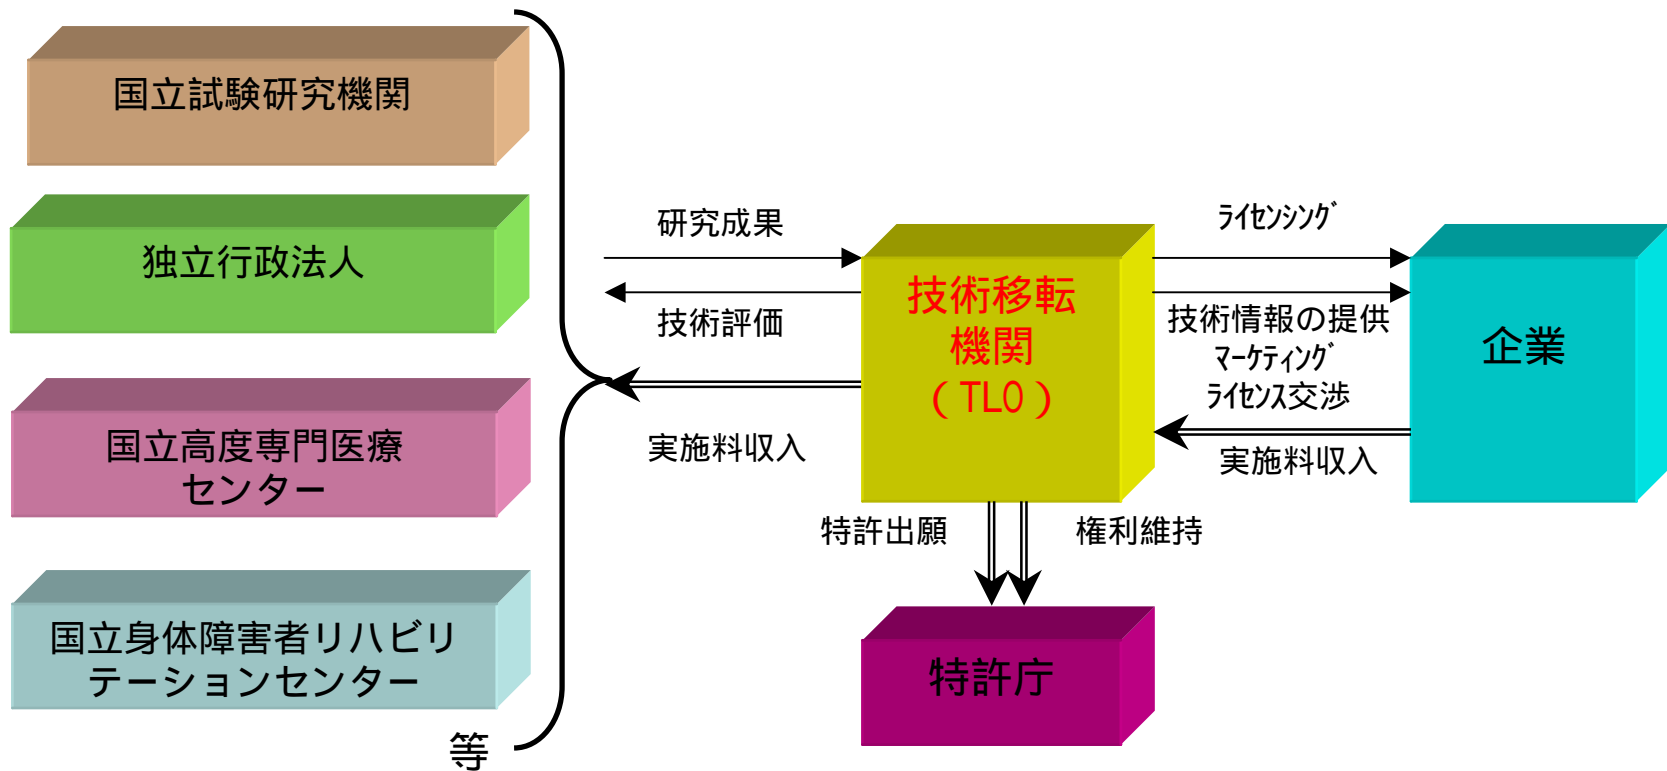 国立試験研究機関
独立行政法人
国立高度専門医療
センター
国立身体障害者リハビリ
テーションセンター
等
研究成果
技術評価
実施料収入
技術移転
機関
(TLO)
特許出願
権利維持
特許庁
ﾗｲｾﾝｼﾝｸﾞ
技術情報の提供
ﾏｰｹﾃｨﾝｸﾞ
ﾗｲｾﾝｽ交渉
実施料収入
企業